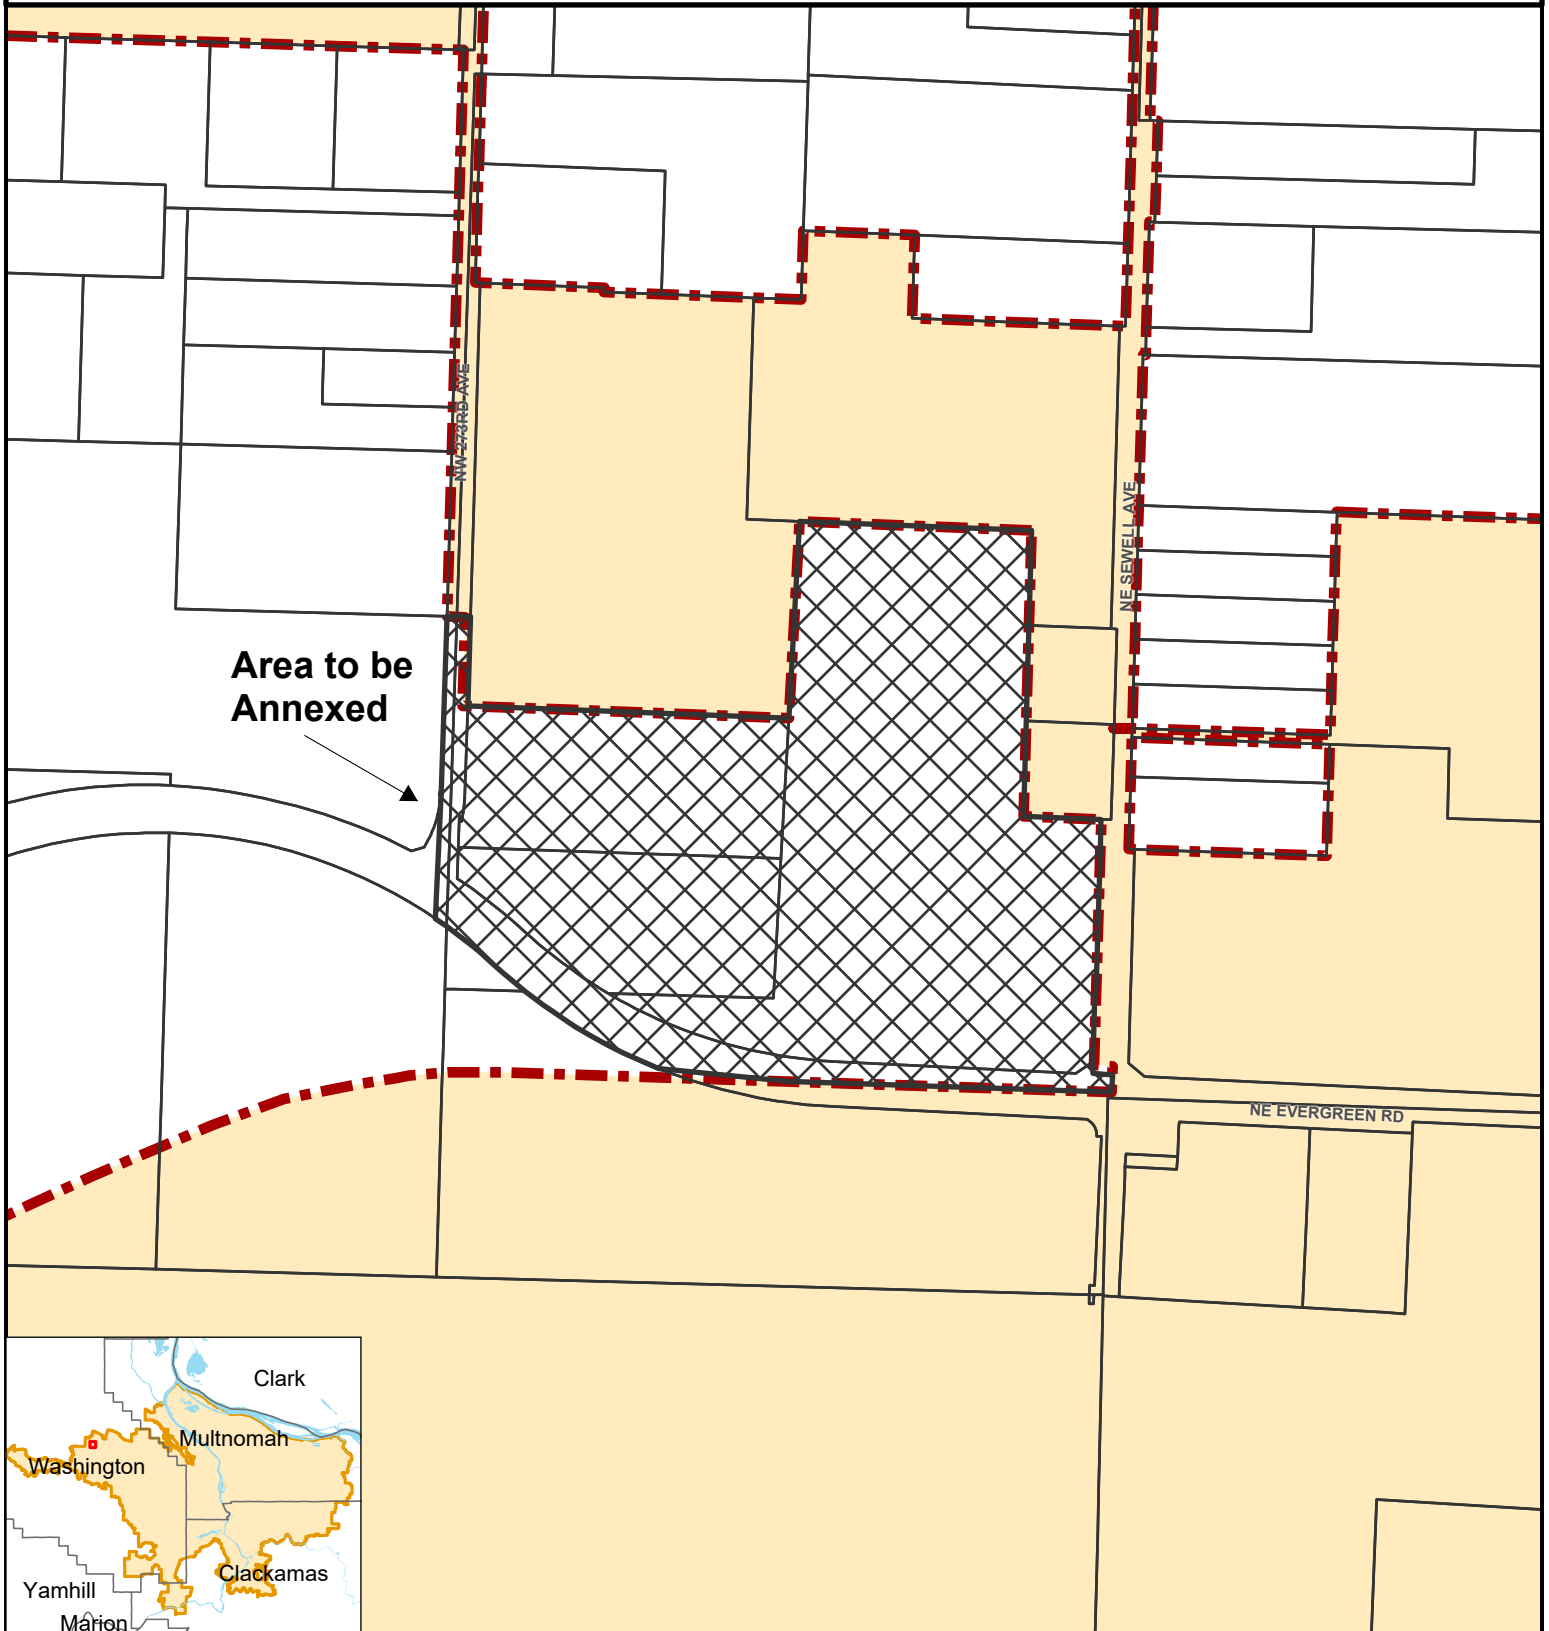 NW 273RD AVE
NE SEWELL AVE
Area to be
Annexed
NE EVERGREEN RD
Clark
Multnomah
Washington
Clackamas
Yamhill
Marion